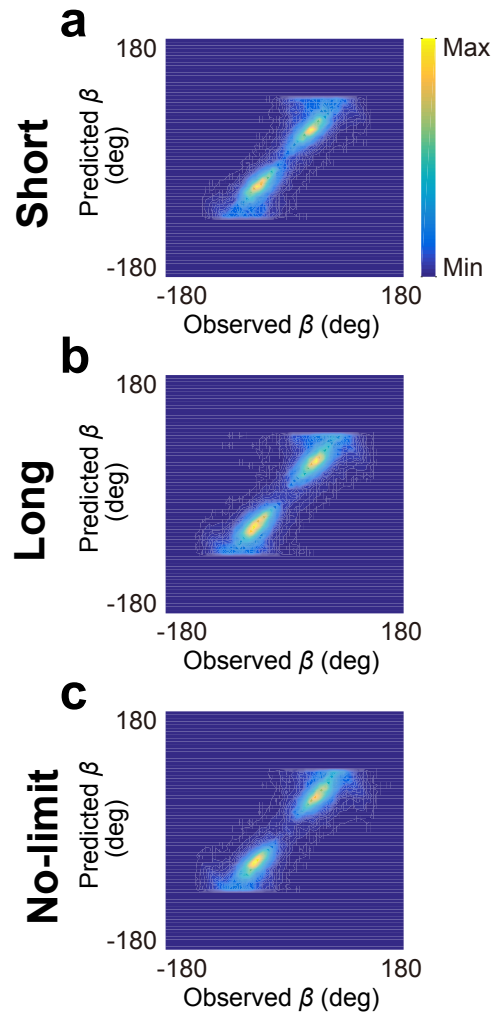 a
Short
180
Predicted β
(deg)
-180
-180
180
Observed β (deg)
Max
Min
b
Long
180
Predicted β
(deg)
-180
-180
180
Observed β (deg)
c
No-limit
180
Predicted β
(deg)
-180
-180
180
Observed β (deg)